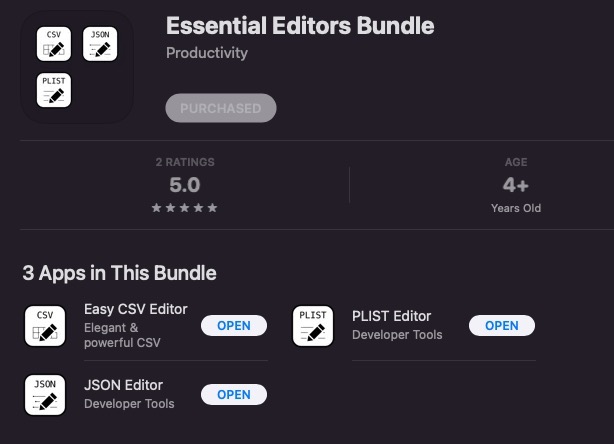 CSV
JSON
PLIST
Essential Editors Bundle
Productivity
PURCHASED
2 RATINGS
5.0
★★★★★
AGE
4+
Years Old
3 Apps in This Bundle
CSV
Easy CSV Editor
Elegant &
powerful CSV
OPEN
PLIST
PLIST Editor
Developer Tools
OPEN
JSON
JSON Editor
Developer Tools
OPEN